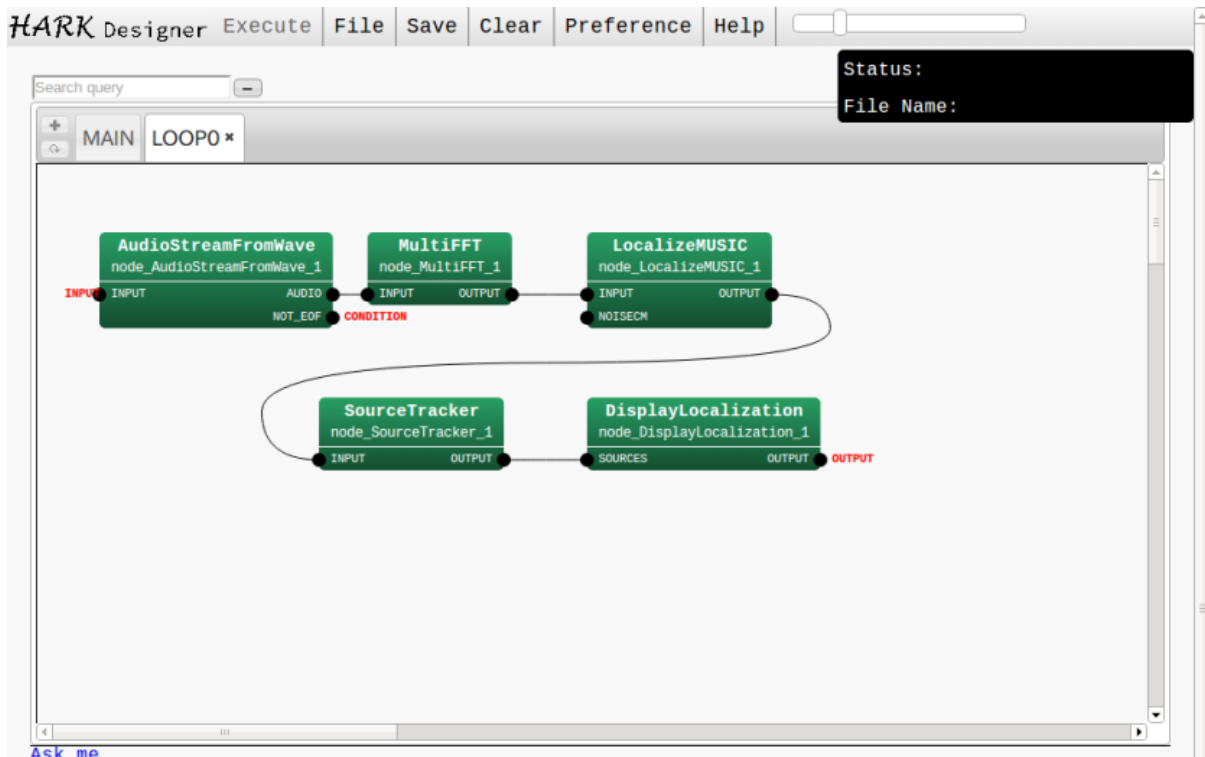 HARK Designer Execute File Save Clear Preference Help
Status:
File Name:
Search query
MAIN LOOP0
AudioStreamFromWave
node_AudioStreamFromWave_1
INPUT INPUT AUDIO
NOT_EOF CONDITION
MultiFFT
node_MultiFFT_1
INPUT OUTPUT
LocalizeMUSIC
node_LocalizeMUSIC_1
INPUT OUTPUT
NOISECM
SourceTracker
node_SourceTracker_1
INPUT OUTPUT
DisplayLocalization
node_DisplayLocalization_1
SOURCES OUTPUT OUTPUT
Ask me